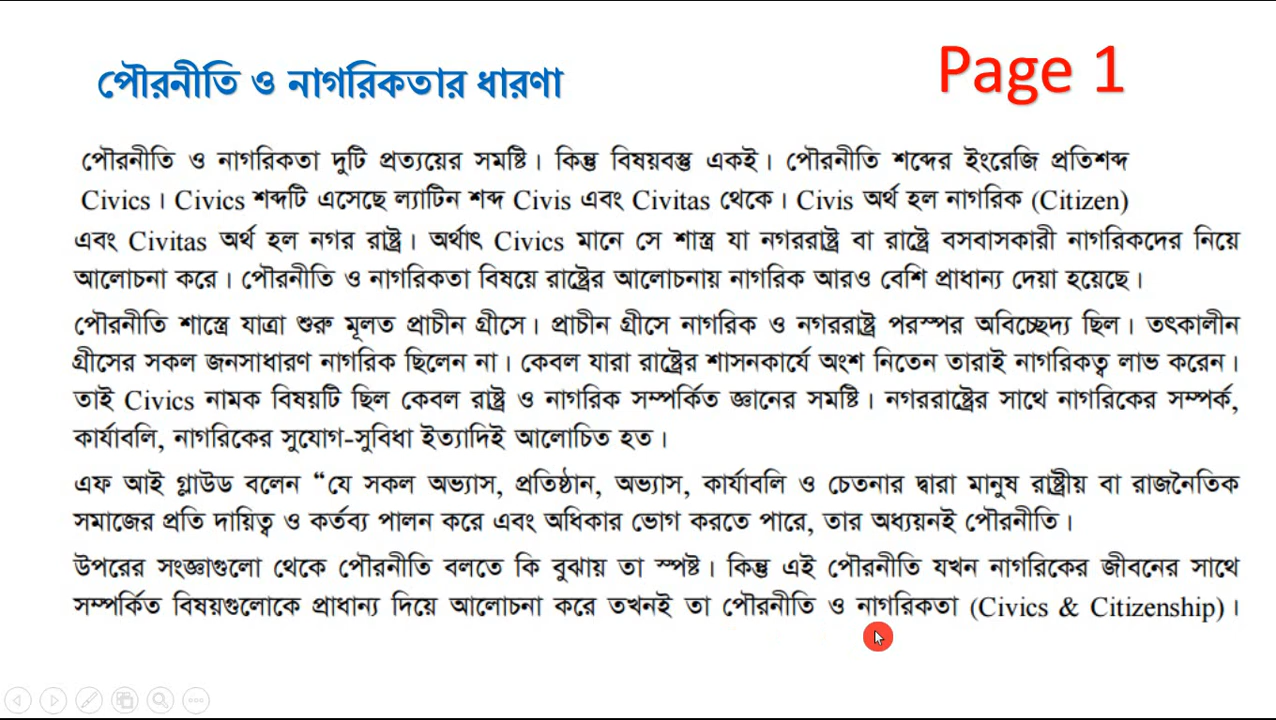 পৌরনীতি ও নাগরিকতার ধারণা
Page 1
পৌরনীতি ও নাগরিকতা দুটি প্রত্যয়ের সমষ্টি। কিন্তু বিষয়বস্তু একই। পৌরনীতি শব্দের ইংরেজি প্রতিশব্দ
Civics। Civics শব্দটি এসেছে ল্যাটিন শব্দ Civis এবং Civitas থেকে। Civis অর্থ হল নাগরিক (Citizen)
এবং Civitas অর্থ হল নগর রাষ্ট্র। অর্থাৎ Civics মানে সে শাস্ত্র যা নগররাষ্ট্র বা রাষ্ট্রে বসবাসকারী নাগরিকদের নিয়ে
আলোচনা করে। পৌরনীতি ও নাগরিকতা বিষয়ে রাষ্ট্রের আলোচনায় নাগরিক আরও বেশি প্রাধান্য দেয়া হয়েছে।
পৌরনীতি শাস্ত্রে যাত্রা শুরু মূলত প্রাচীন গ্রীসে। প্রাচীন গ্রীসে নাগরিক ও নগররাষ্ট্র পরস্পর অবিচ্ছেদ্য ছিল। তৎকালীন
গ্রীসের সকল জনসাধারণ নাগরিক ছিলেন না। কেবল যারা রাষ্ট্রের শাসনকার্যে অংশ নিতেন তারাই নাগরিকত্ব লাভ করেন।
তাই Civics নামক বিষয়টি ছিল কেবল রাষ্ট্র ও নাগরিক সম্পর্কিত জ্ঞানের সমষ্টি। নগররাষ্ট্রের সাথে নাগরিকের সম্পর্ক,
কার্যাবলি, নাগরিকের সুযোগ-সুবিধা ইত্যাদিই আলোচিত হত।
এফ আই গ্লাউড বলেন “যে সকল অভ্যাস, প্রতিষ্ঠান, অভ্যাস, কার্যাবলি ও চেতনার দ্বারা মানুষ রাষ্ট্রীয় বা রাজনৈতিক
সমাজের প্রতি দায়িত্ব ও কর্তব্য পালন করে এবং অধিকার ভোগ করতে পারে, তার অধ্যয়নই পৌরনীতি।
উপরের সংজ্ঞাগুলো থেকে পৌরনীতি বলতে কি বুঝায় তা স্পষ্ট। কিন্তু এই পৌরনীতি যখন নাগরিকের জীবনের সাথে
সম্পর্কিত বিষয়গুলোকে প্রাধান্য দিয়ে আলোচনা করে তখনই তা পৌরনীতি ও নাগরিকতা (Civics & Citizenship)।